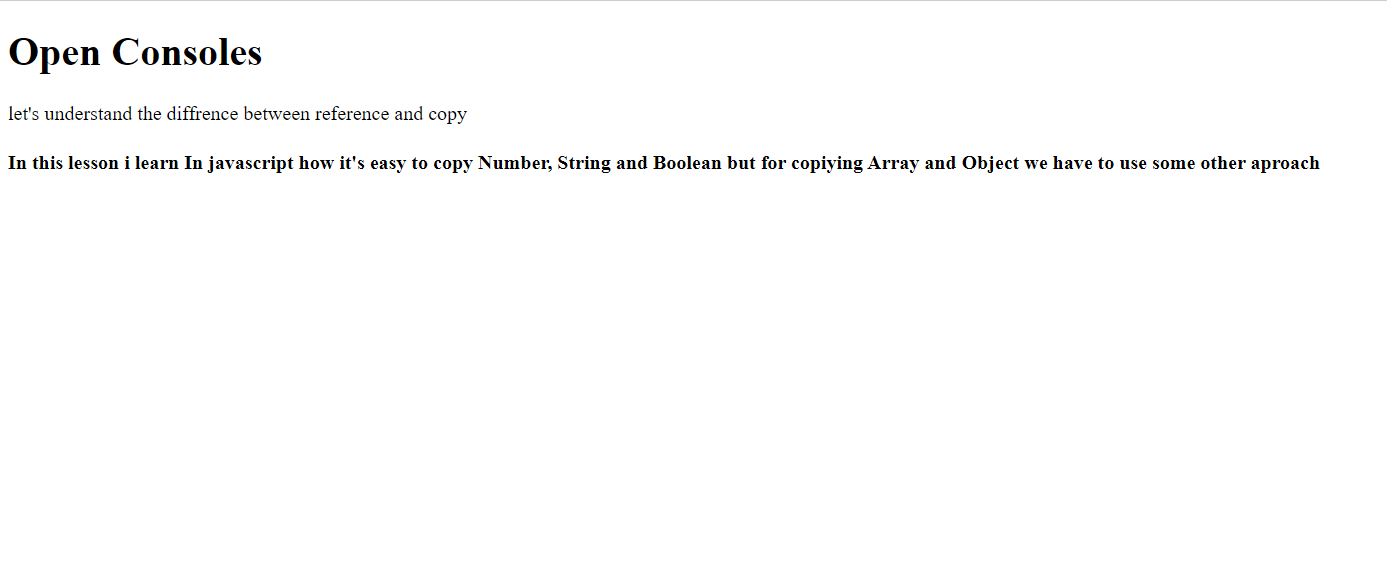 Open Consoles
let's understand the diffrence between reference and copy
In this lesson i learn In javascript how it's easy to copy Number, String and Boolean but for copiying Array and Object we have to use some other aproach